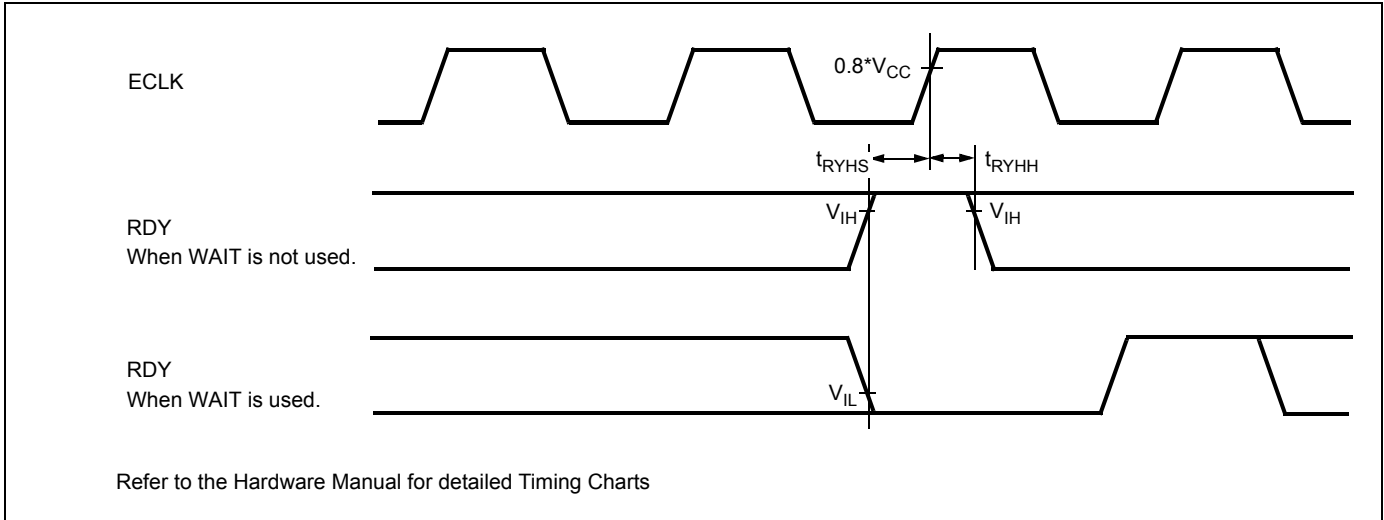 ECLK
0.8*VCC
tRYHS
tRYHH
RDY
When WAIT is not used.
VIH
VIH
RDY
When WAIT is used.
VIL
Refer to the Hardware Manual for detailed Timing Charts